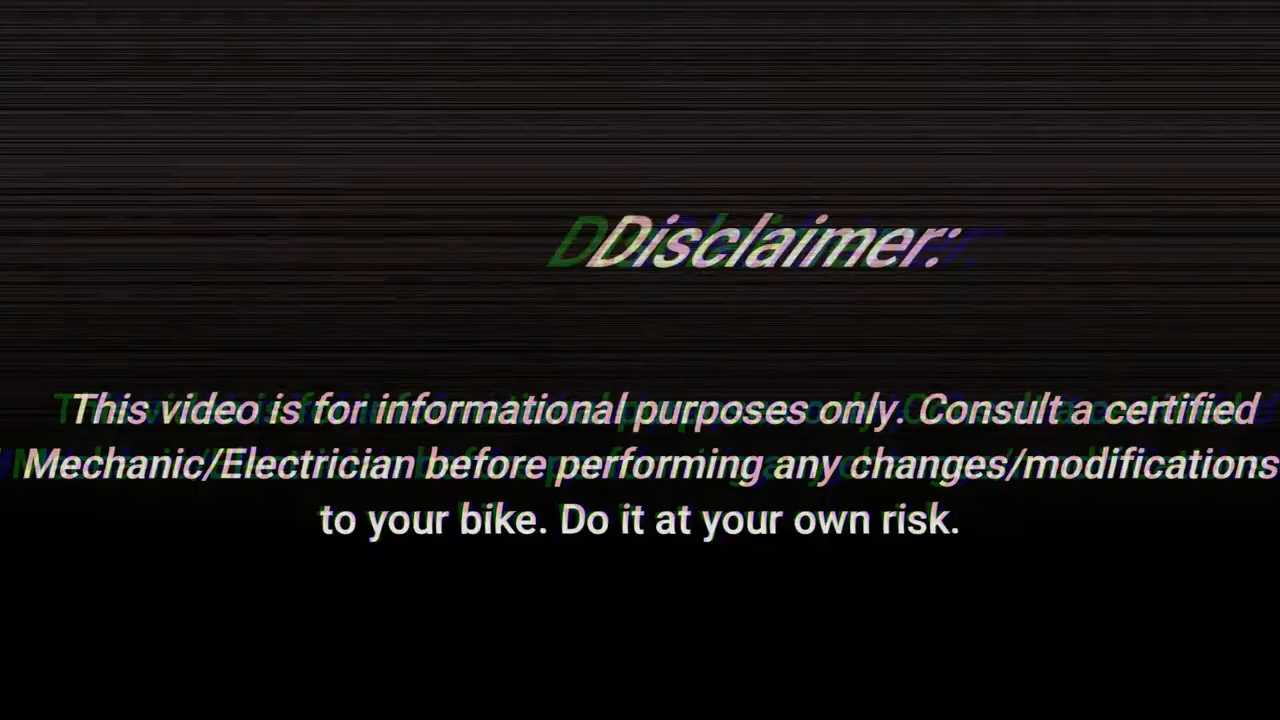 Disclaimer:
This video is for informational purposes only. Consult a certified
Mechanic/Electrician before performing any changes/modifications
to your bike. Do it at your own risk.